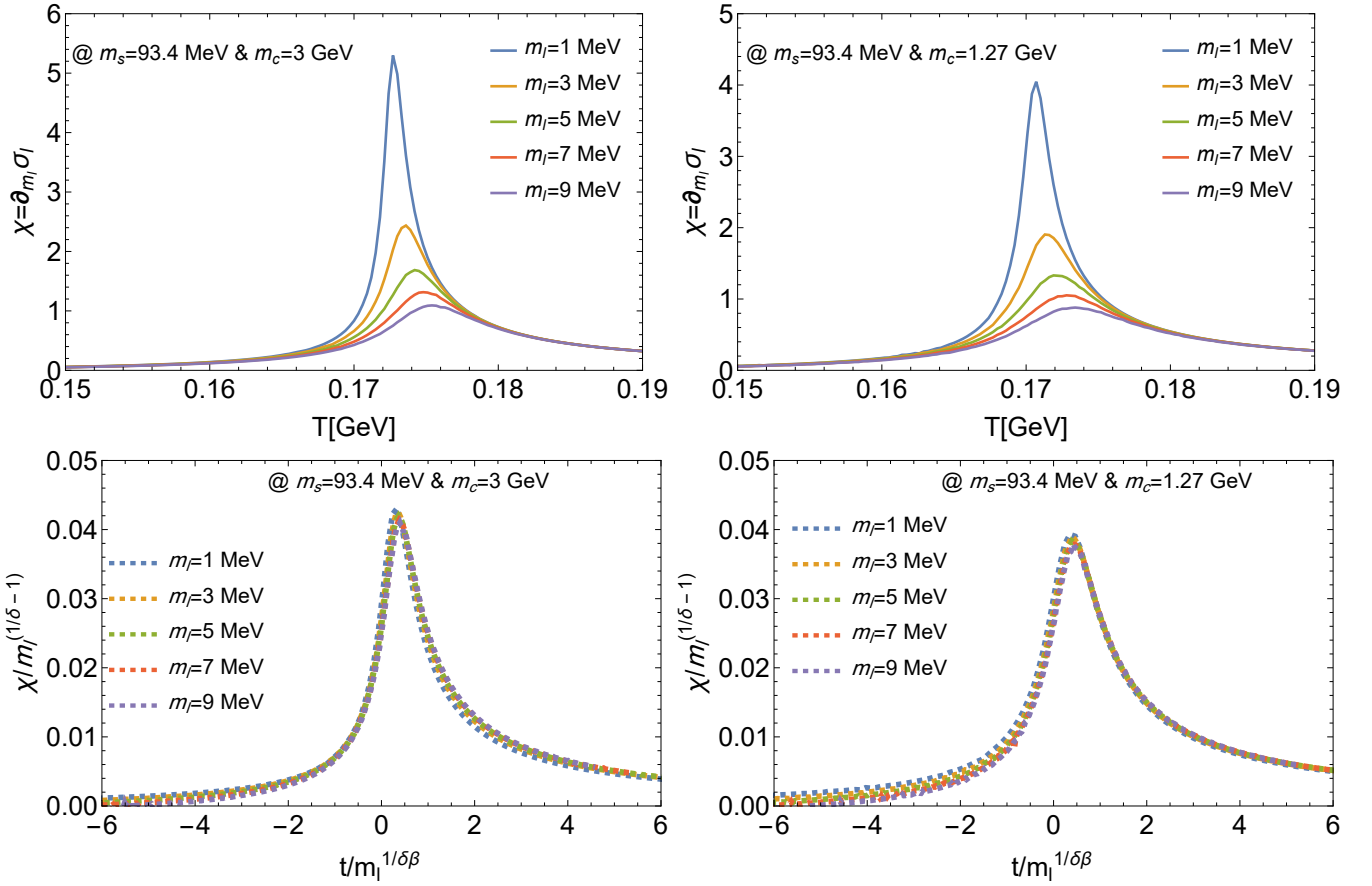 @ mₛ=93.4 MeV & m_c=3 GeV
m_l=1 MeV
m_l=3 MeV
m_l=5 MeV
m_l=7 MeV
m_l=9 MeV
χ=∂_{m_l} σ_l
6
5
4
3
2
1
0
0.15
0.16
0.17
0.18
0.19
T[GeV]
@ mₛ=93.4 MeV & m_c=1.27 GeV
m_l=1 MeV
m_l=3 MeV
m_l=5 MeV
m_l=7 MeV
m_l=9 MeV
χ=∂_{m_l} σ_l
5
4
3
2
1
0
0.15
0.16
0.17
0.18
0.19
T[GeV]
@ mₛ=93.4 MeV & m_c=3 GeV
m_l=1 MeV
m_l=3 MeV
m_l=5 MeV
m_l=7 MeV
m_l=9 MeV
χ/m_l^(1/δ−1)
0.05
0.04
0.03
0.02
0.01
0.00
−6
−4
−2
0
2
4
6
t/m_l^{1/δβ}
@ mₛ=93.4 MeV & m_c=1.27 GeV
m_l=1 MeV
m_l=3 MeV
m_l=5 MeV
m_l=7 MeV
m_l=9 MeV
χ/m_l^(1/δ−1)
0.05
0.04
0.03
0.02
0.01
0.00
−6
−4
−2
0
2
4
6
t/m_l^{1/δβ}